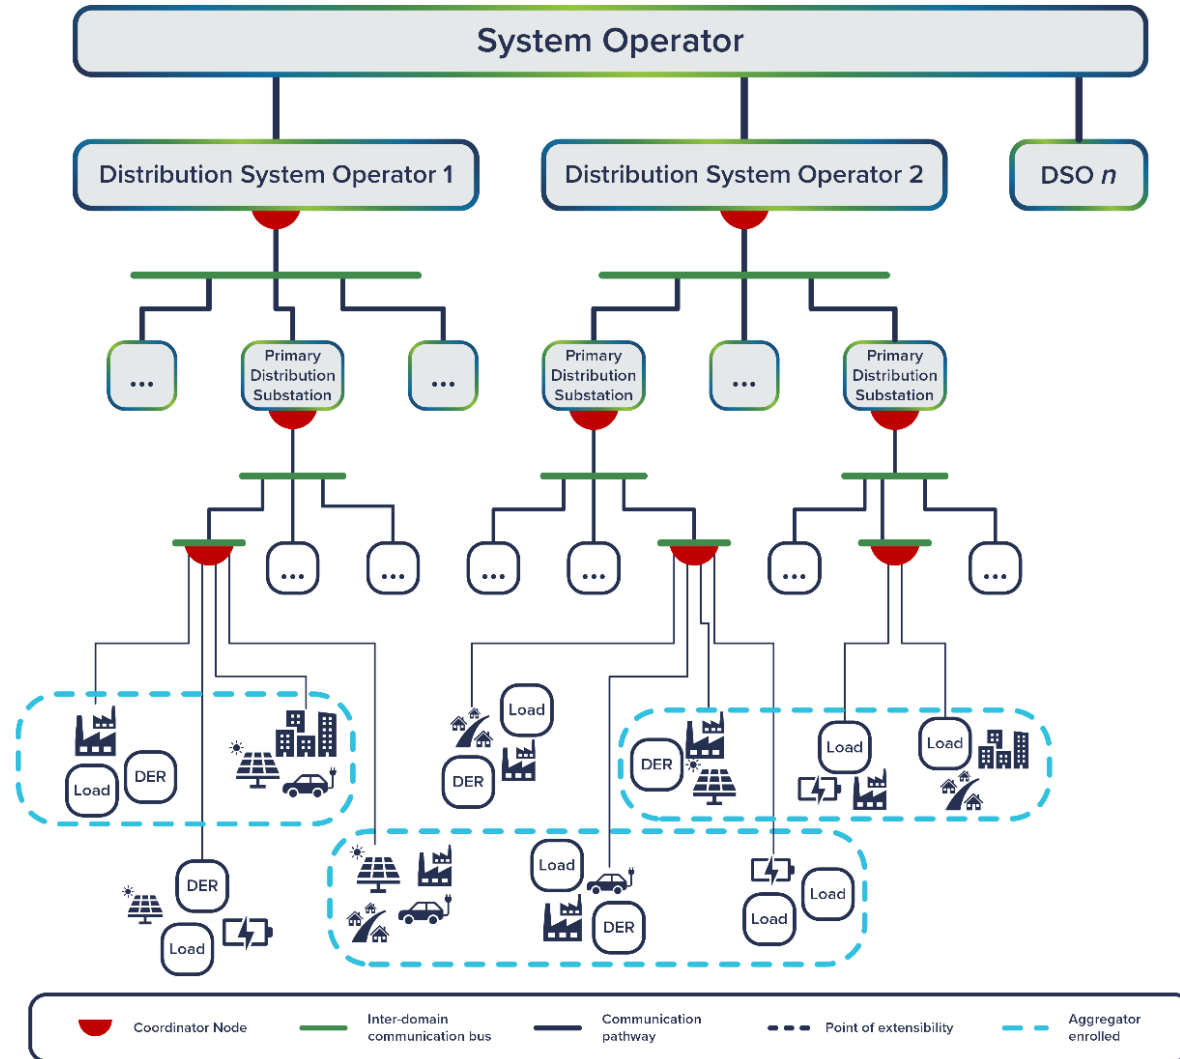 System Operator
Distribution System Operator 1
Distribution System Operator 2
DSO n
...
Primary
Distribution
Substation
...
Primary
Distribution
Substation
...
Primary
Distribution
Substation
...
...
...
...
...
...
Load
DER
Load
DER
DER
Load
Load
Load
DER
Load
Load
DER
Load
Load
DER
Coordinator Node
Inter-domain
communication bus
Communication
pathway
Point of extensibility
Aggregator
enrolled